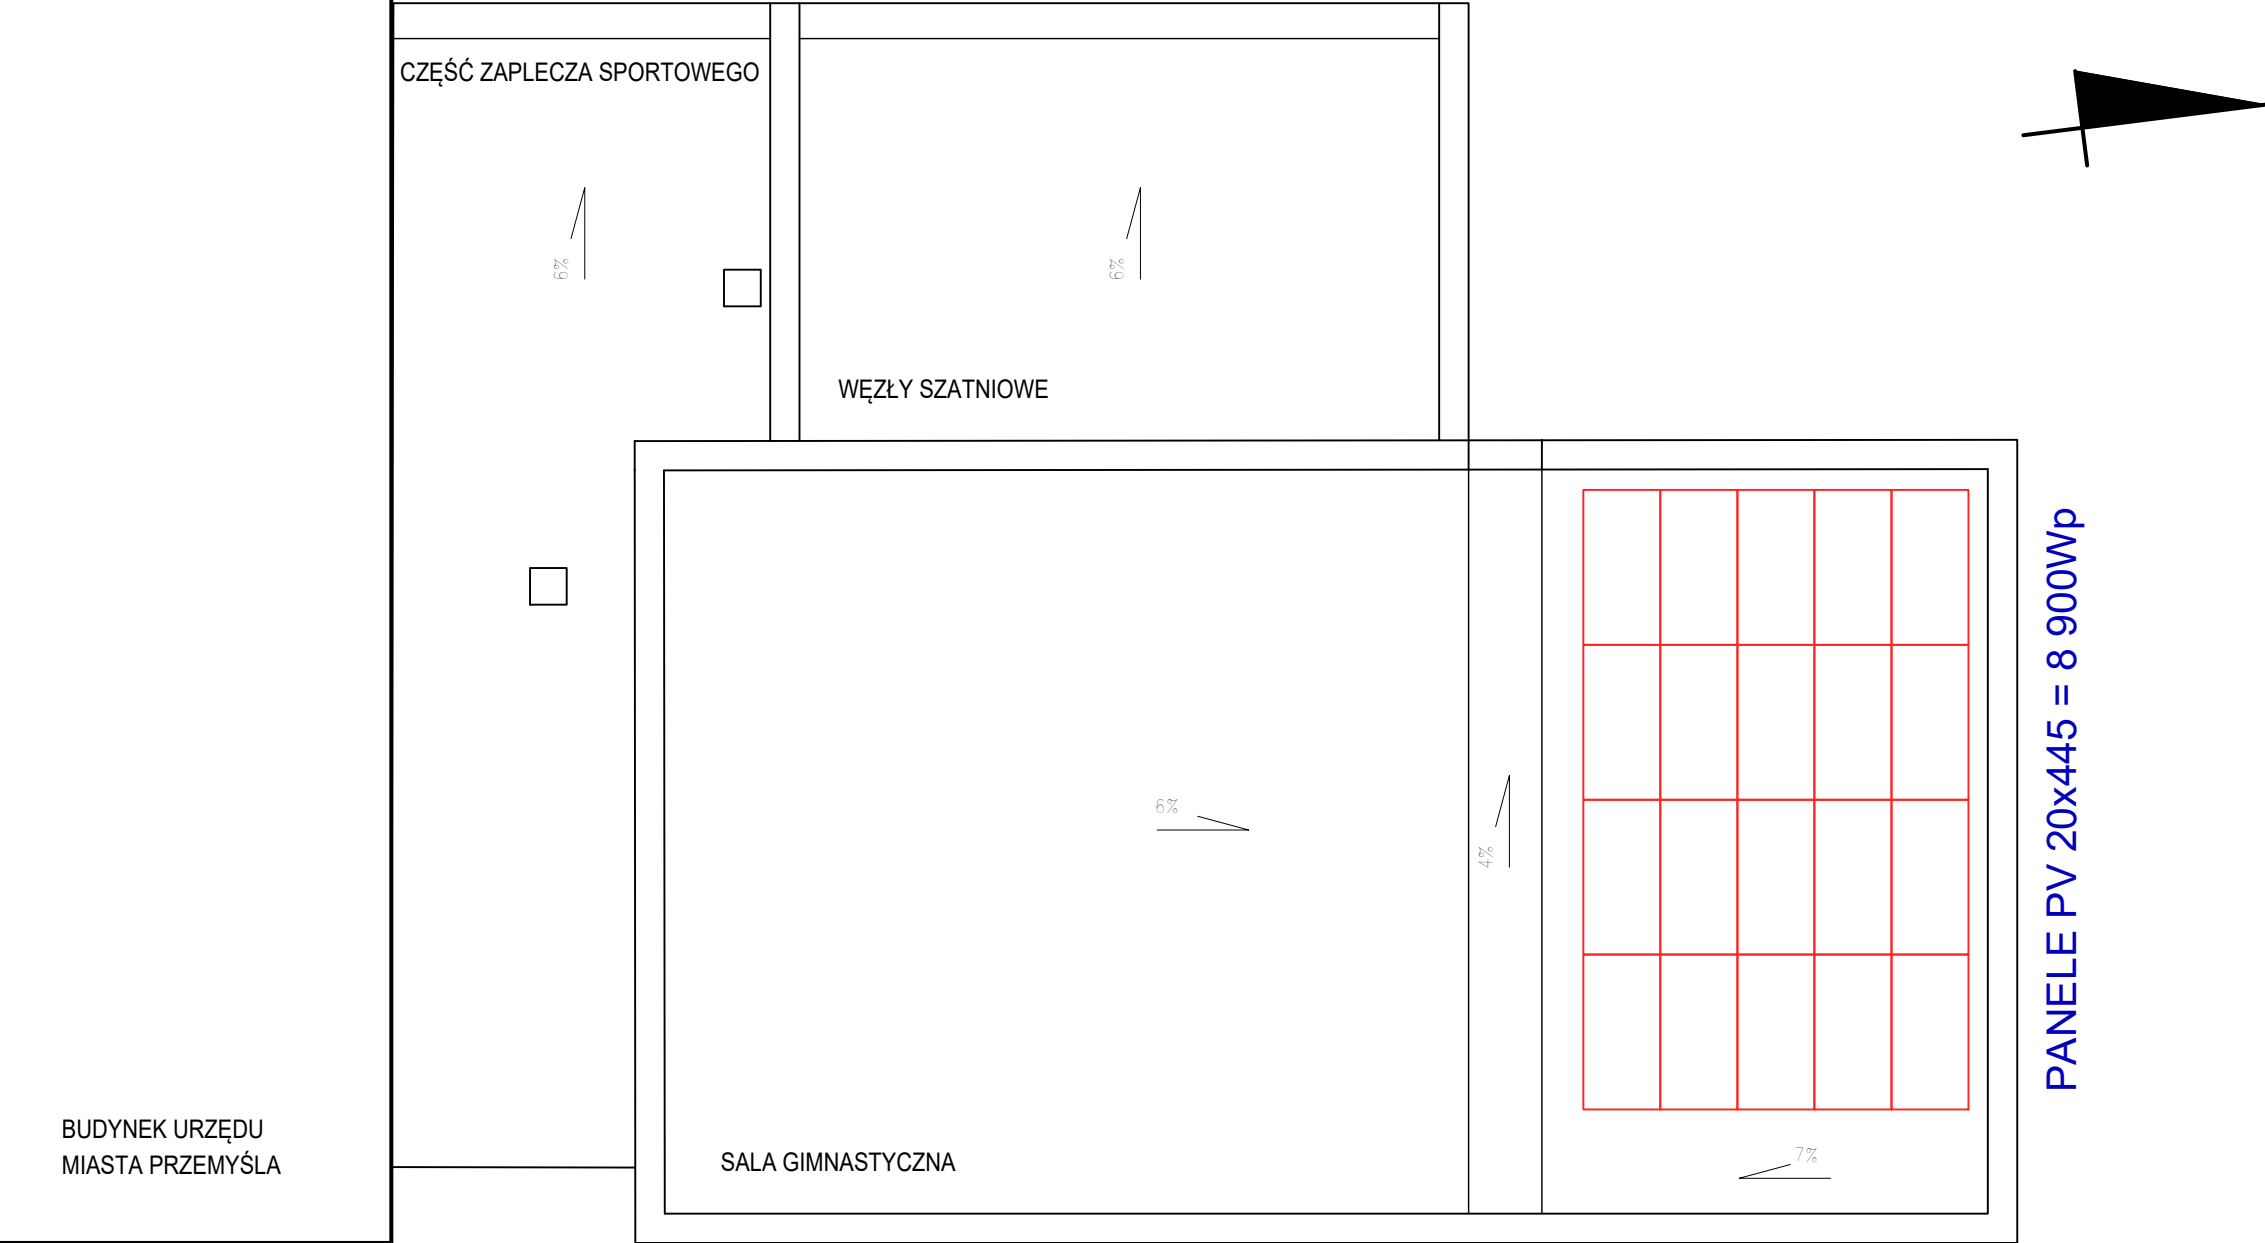 CZĘŚĆ ZAPLECZA SPORTOWEGO
6%
6%
WĘZŁY SZATNIOWE
6%
4%
PANELE PV 20x445 = 8 900Wp
BUDYNEK URZĘDU
MIASTA PRZEMYŚLA
SALA GIMNASTYCZNA
7%